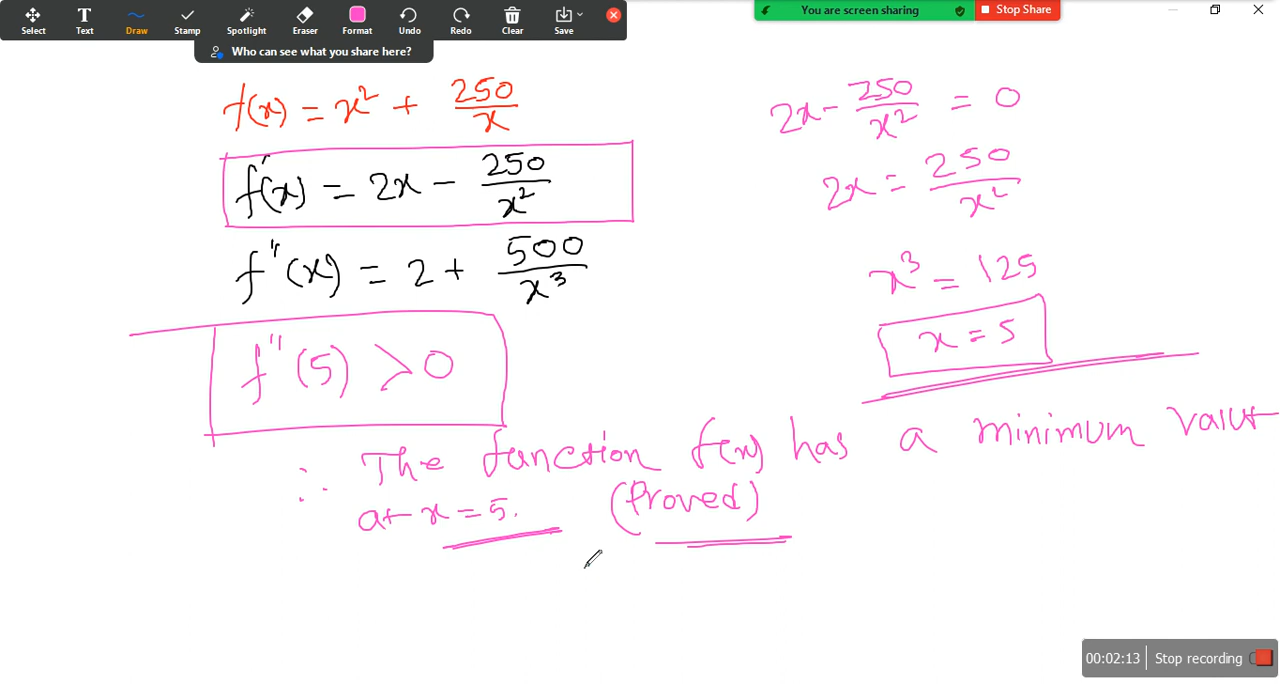 Select Text Draw Stamp Spotlight Eraser Format Undo Redo Clear Save
You are screen sharing Stop Share
Who can see what you share here?
f(x) = x² + 250/x
f'(x) = 2x - 250/x²
f"(x) = 2 + 500/x³
f"(5) > 0
2x - 250/x² = 0
2x = 250/x²
x³ = 125
x = 5
∴ The function f(x) has a minimum value
at x = 5. (Proved)
00:02:13 Stop recording